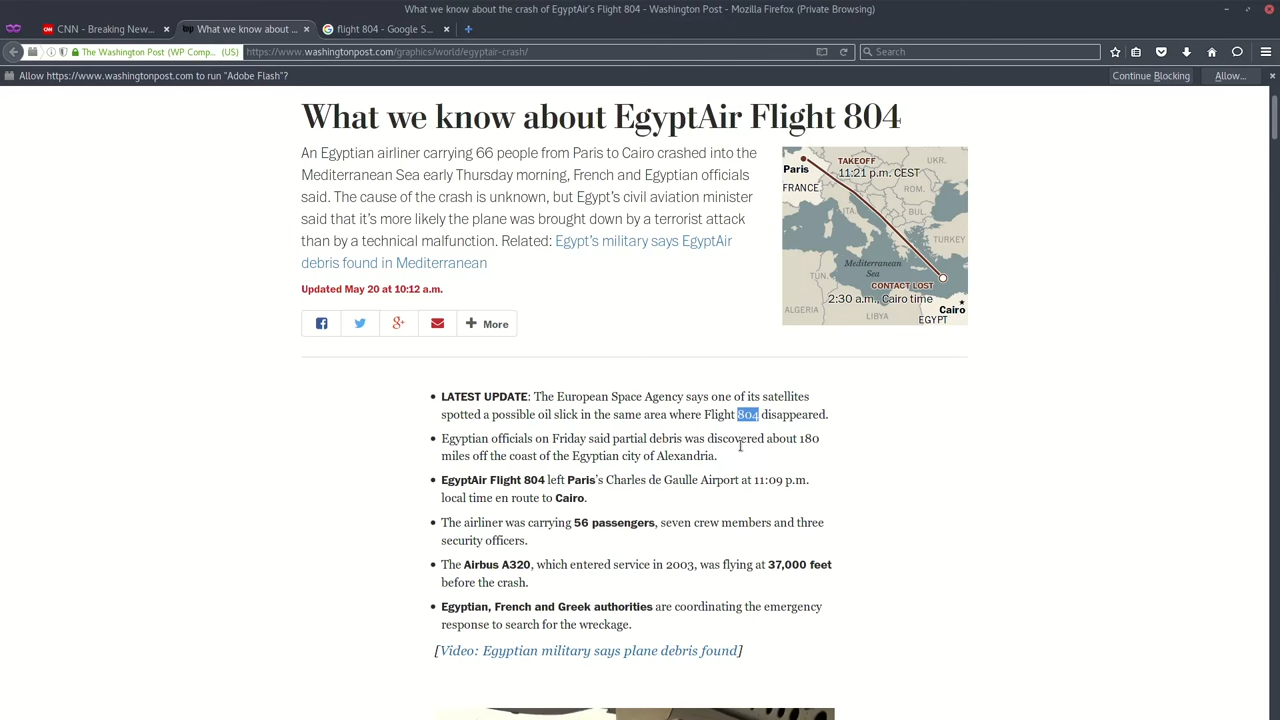 What we know about the crash of EgyptAir's Flight 804 - Washington Post - Mozilla Firefox (Private Browsing)
CNN - Breaking New...
What we know about ...
flight 804 - Google S...
The Washington Post (WP Comp... (US)
https://www.washingtonpost.com/graphics/world/egyptair-crash/
Search
Allow https://www.washingtonpost.com to run "Adobe Flash"?
Continue Blocking
Allow...
What we know about EgyptAir Flight 804
An Egyptian airliner carrying 66 people from Paris to Cairo crashed into the
Mediterranean Sea early Thursday morning, French and Egyptian officials
said. The cause of the crash is unknown, but Egypt's civil aviation minister
said that it's more likely the plane was brought down by a terrorist attack
than by a technical malfunction. Related: Egypt's military says EgyptAir
debris found in Mediterranean
Updated May 20 at 10:12 a.m.
More
TAKEOFF
11:21 p.m. CEST
Paris
FRANCE
UKR.
ROM.
ITA.
BUL.
TURKEY
Mediterranean
Sea
TUN.
CONTACT LOST
2:30 a.m., Cairo time
ALGERIA
LIBYA
Cairo
EGYPT
• LATEST UPDATE: The European Space Agency says one of its satellites
spotted a possible oil slick in the same area where Flight 804 disappeared.
• Egyptian officials on Friday said partial debris was discovered about 180
miles off the coast of the Egyptian city of Alexandria.
• EgyptAir Flight 804 left Paris's Charles de Gaulle Airport at 11:09 p.m.
local time en route to Cairo.
• The airliner was carrying 56 passengers, seven crew members and three
security officers.
• The Airbus A320, which entered service in 2003, was flying at 37,000 feet
before the crash.
• Egyptian, French and Greek authorities are coordinating the emergency
response to search for the wreckage.
[Video: Egyptian military says plane debris found]